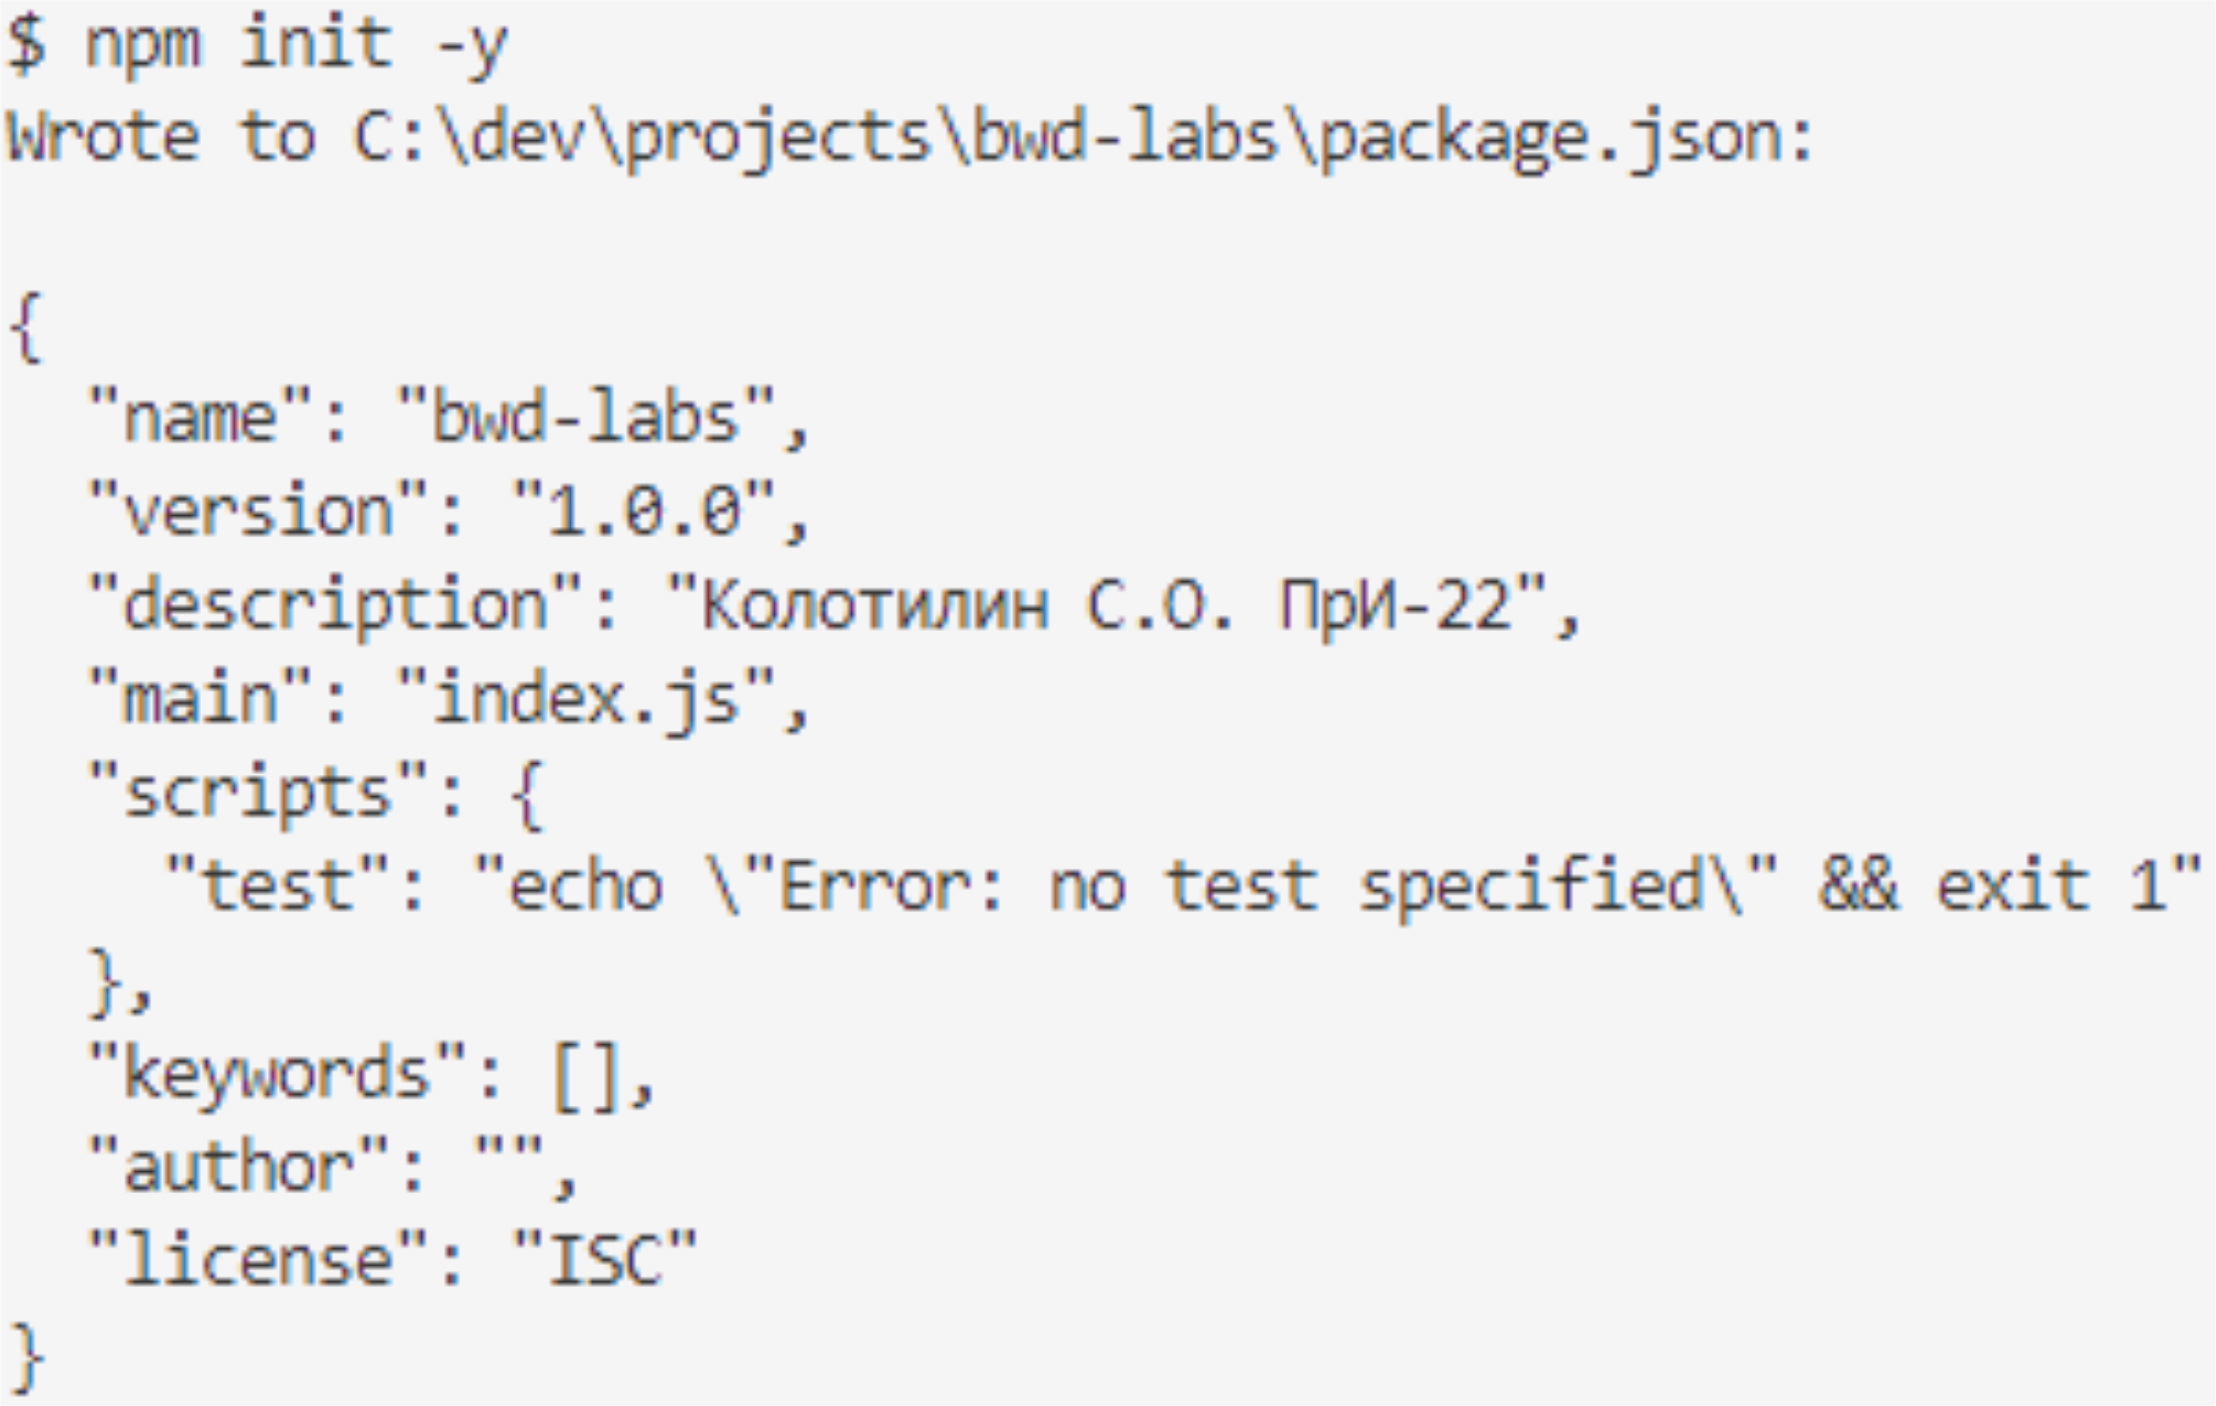 $ npm init -y
Wrote to C:\dev\projects\bwd-labs\package.json:

{
  "name": "bwd-labs",
  "version": "1.0.0",
  "description": "Колотилин С.О. ПрИ-22",
  "main": "index.js",
  "scripts": {
    "test": "echo \"Error: no test specified\" && exit 1"
  },
  "keywords": [],
  "author": "",
  "license": "ISC"
}